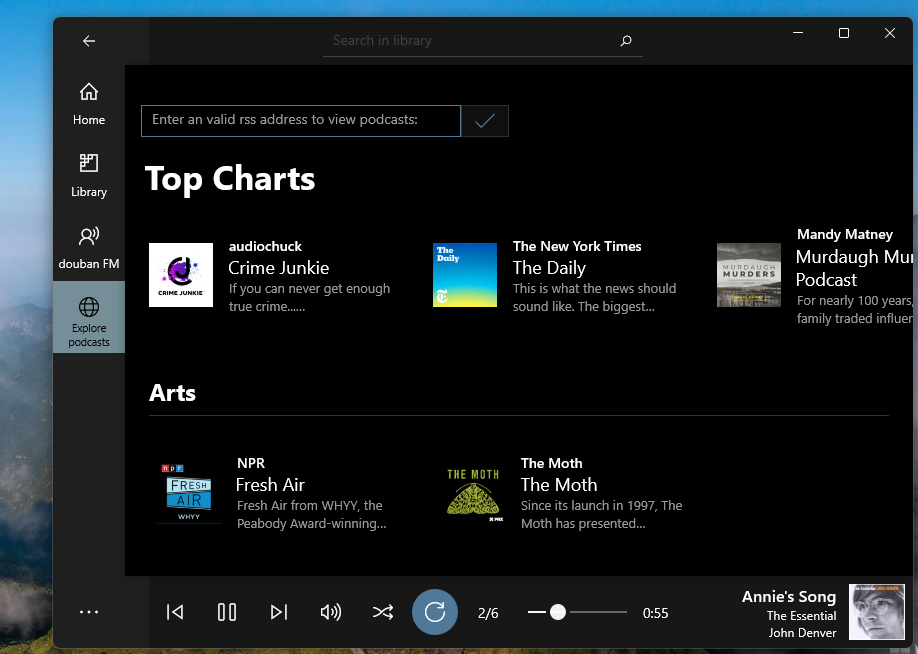 Search in library
Home
Library
douban FM
Explore
podcasts
Enter an valid rss address to view podcasts:
Top Charts
audiochuck
Crime Junkie
If you can never get enough
true crime......
CRIME JUNKIE
The New York Times
The Daily
This is what the news should
sound like. The biggest...
The
Daily
Mandy Matney
Murdaugh Mur
Podcast
For nearly 100 years,
family traded influen
MURDAUGH
MURDERS
Arts
NPR
Fresh Air
Fresh Air from WHYY, the
Peabody Award-winning...
npr
FRESH
AIR
WHYY
The Moth
The Moth
Since its launch in 1997, The
Moth has presented...
THE MOTH
PRX
2/6
0:55
Annie's Song
The Essential
John Denver